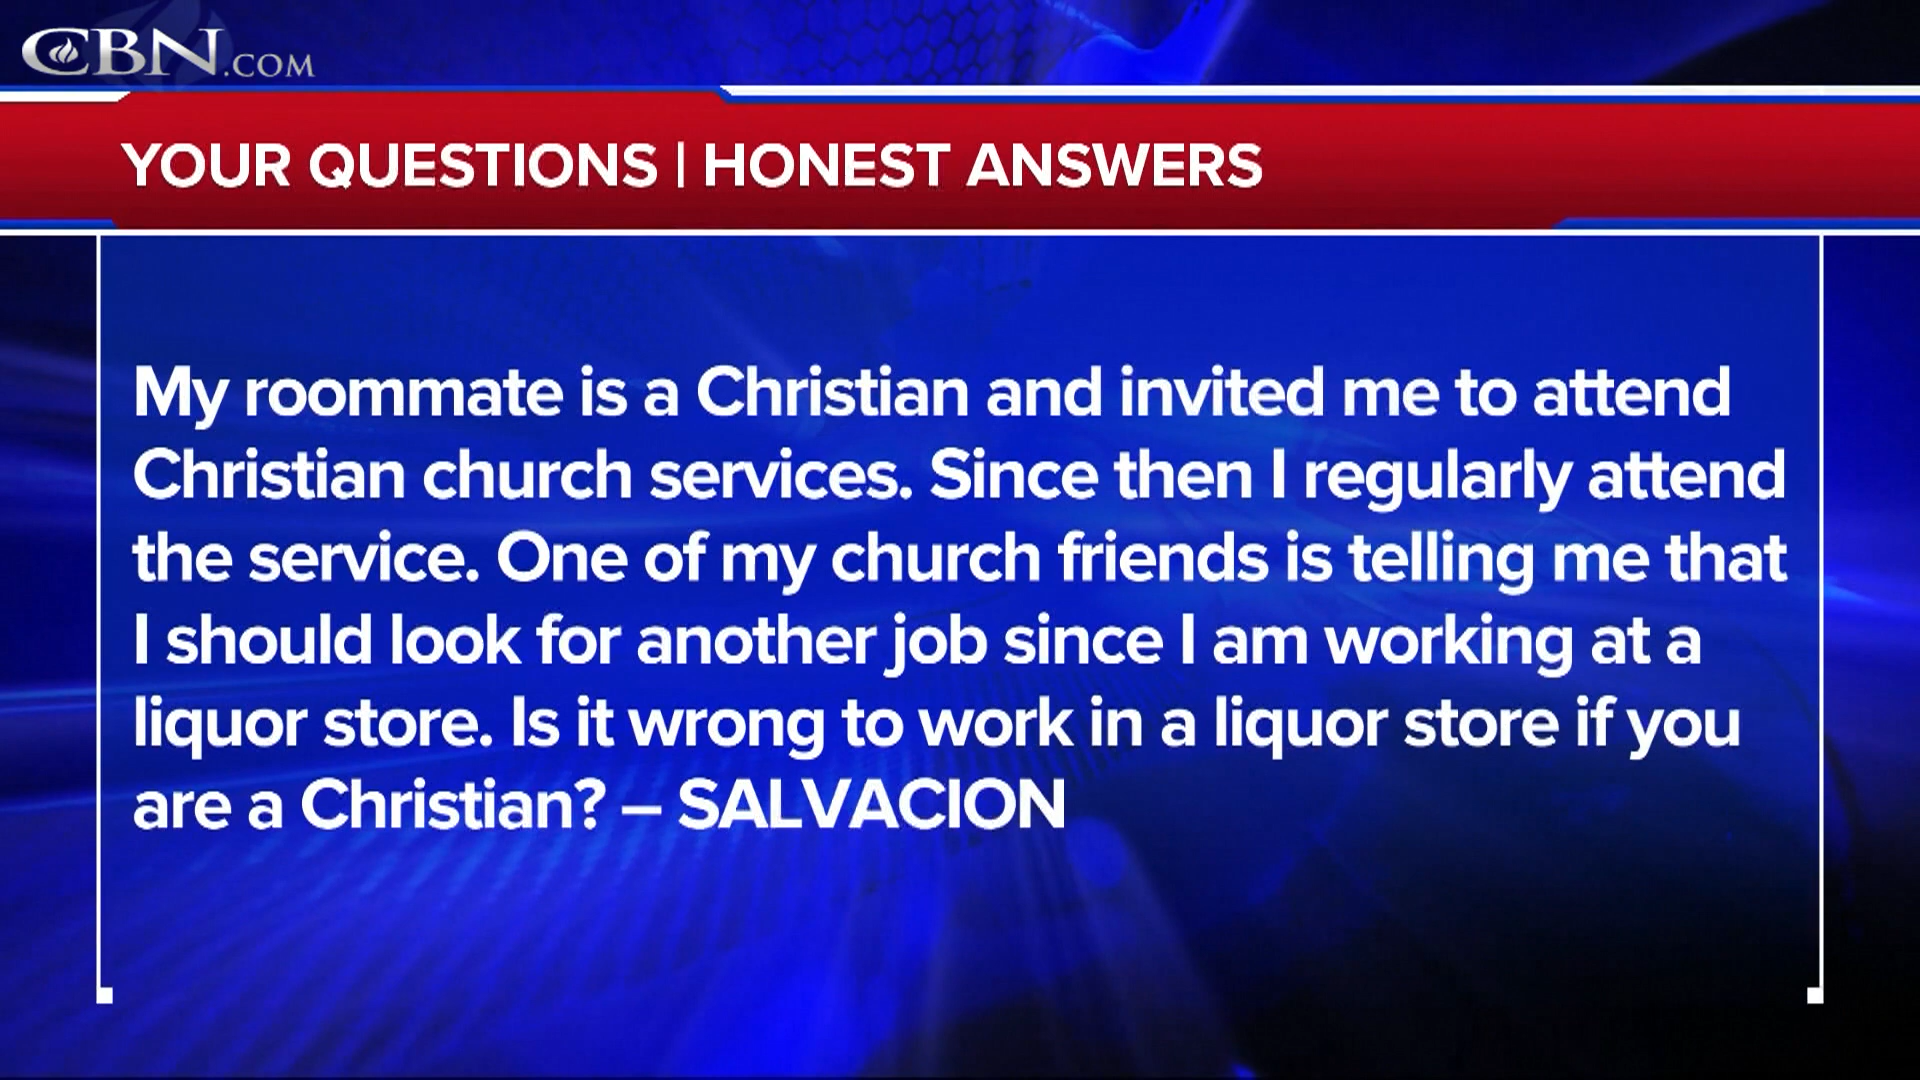 CBN.COM
YOUR QUESTIONS | HONEST ANSWERS
My roommate is a Christian and invited me to attend
Christian church services. Since then I regularly attend
the service. One of my church friends is telling me that
I should look for another job since I am working at a
liquor store. Is it wrong to work in a liquor store if you
are a Christian? – SALVACION